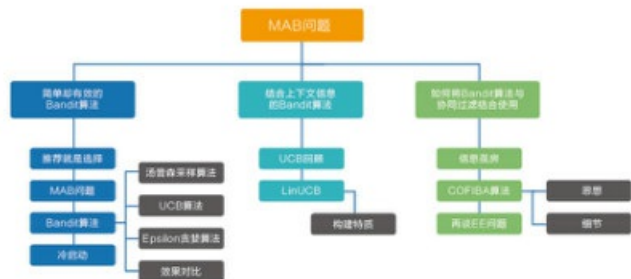 MAB问题
简单却有效的
Bandit算法
结合上下文信息
的Bandit算法
如何将Bandit算法与
协同过滤结合使用
推荐就是选择
MAB问题
Bandit算法
冷启动
汤普森采样算法
UCB算法
Epsilon贪婪算法
效果对比
UCB回顾
LinUCB
构建特质
信息茧房
COFIBA算法
再谈EE问题
思想
细节